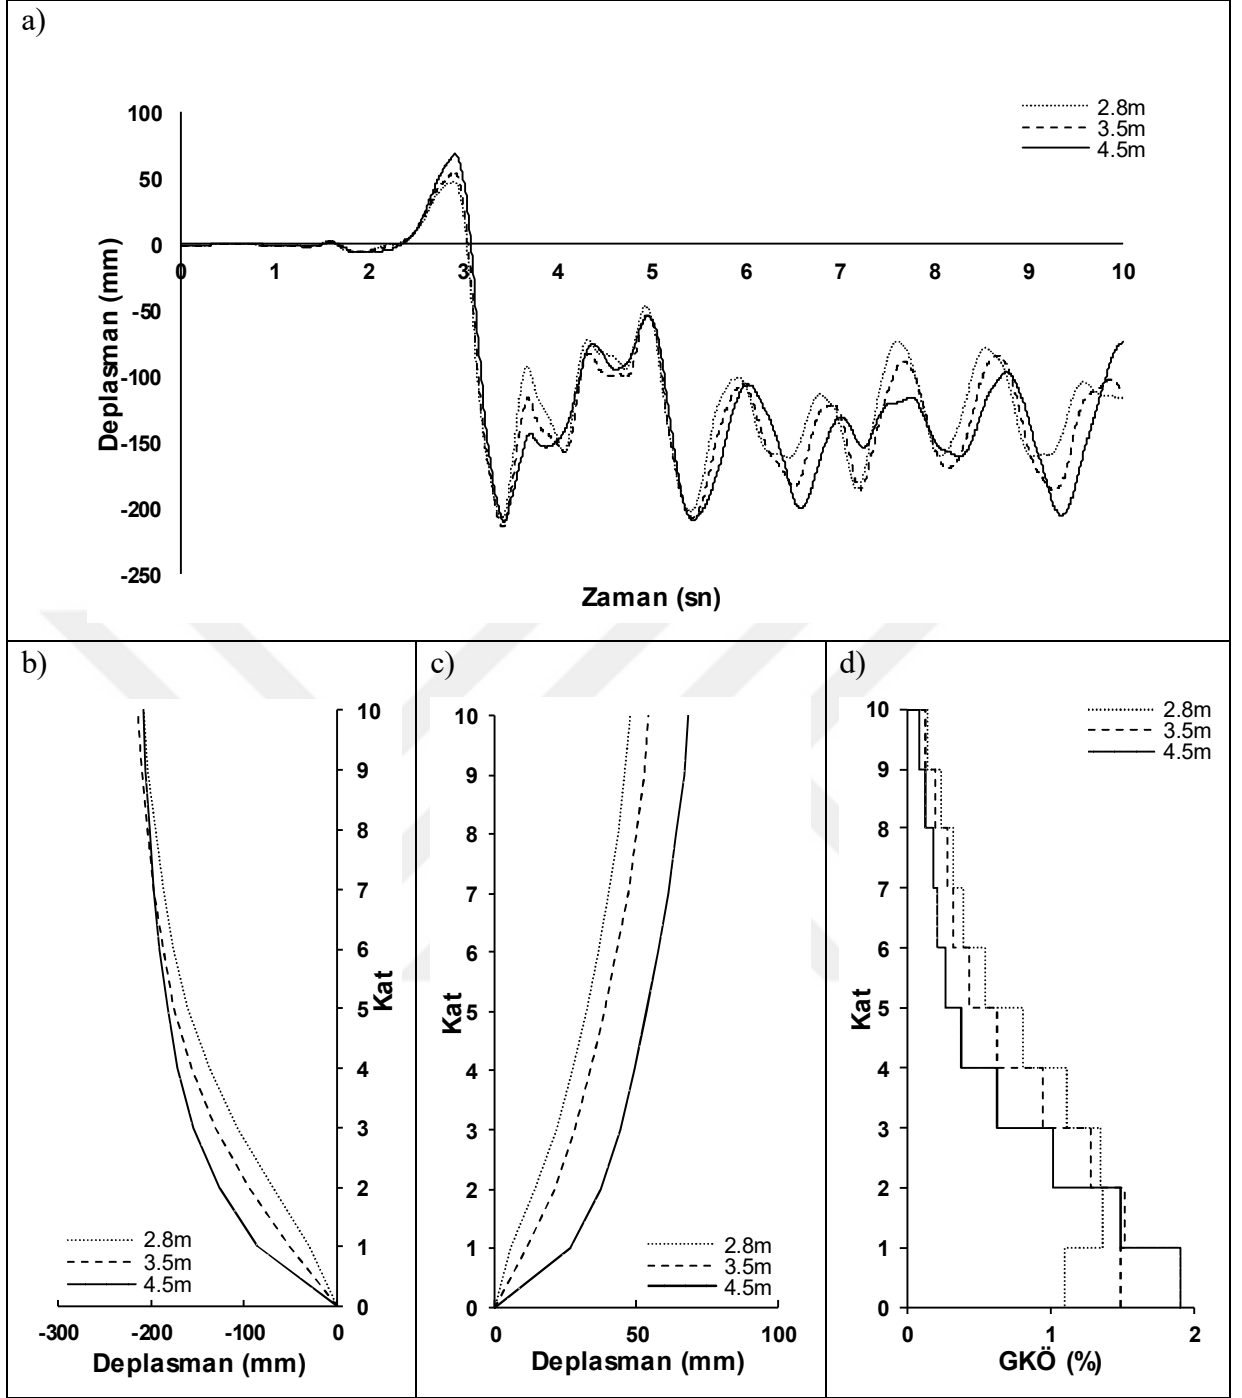 a)
100
50
0
-50
-100
-150
-200
-250
Deplasman (mm)
0 1 2 3 4 5 6 7 8 9 10
Zaman (sn)
2.8m
3.5m
4.5m
b)
10
9
8
7
6
5
4
3
2
1
0
Kat
2.8m
3.5m
4.5m
-300 -200 -100 0
Deplasman (mm)
c)
10
9
8
7
6
5
4
3
2
1
0
Kat
2.8m
3.5m
4.5m
0 50 100
Deplasman (mm)
d)
2.8m
3.5m
4.5m
10
9
8
7
6
5
4
3
2
1
0
Kat
0 1 2
GKÖ (%)